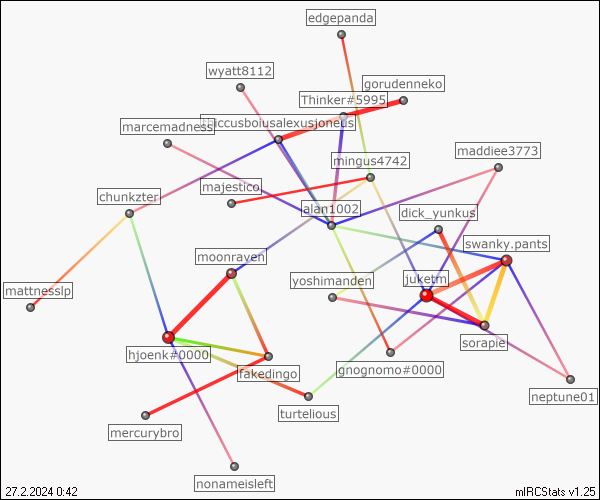 edgepanda
wyatt8112
gorudenneko
Thinker#5995
thiccusboiusalexusjoneus
marcemadness
maddiee3773
mingus4742
majestico
chunkzter
alan1002
dick_yunkus
swanky.pants
moonraven
juketm
yoshimanden
mattnesslp
sorapie
hjoenk#0000
fakedingo
gnognomo#0000
neptune01
turtelious
mercurybro
nonameisleft
27.2.2024 0:42
mIRCStats v1.25